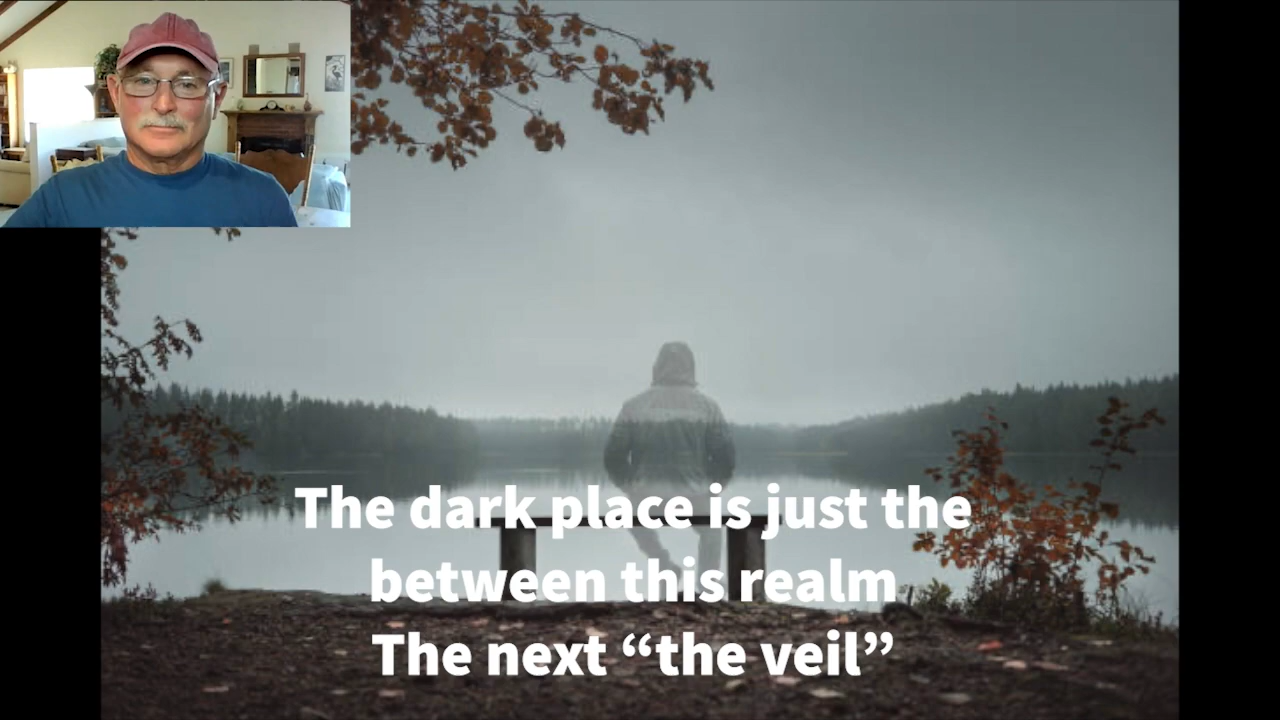 The dark place is just the
between this realm
The next “the veil”